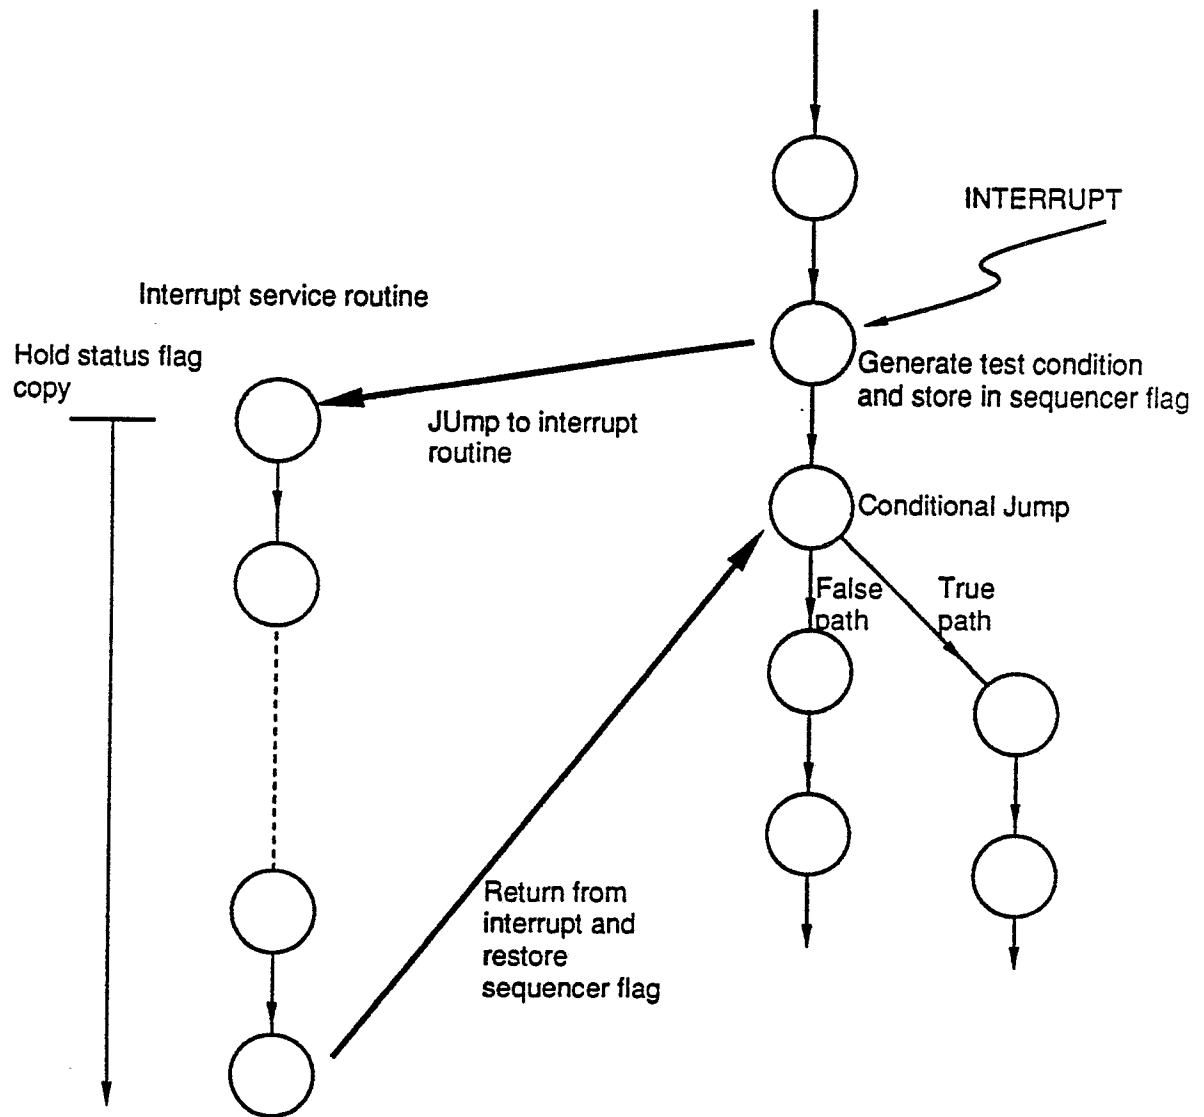 INTERRUPT
Interrupt service routine
Hold status flag
copy
Generate test condition
and store in sequencer flag
JUmp to interrupt
routine
Conditional Jump
False
path
True
path
Return from
interrupt and
restore
sequencer flag